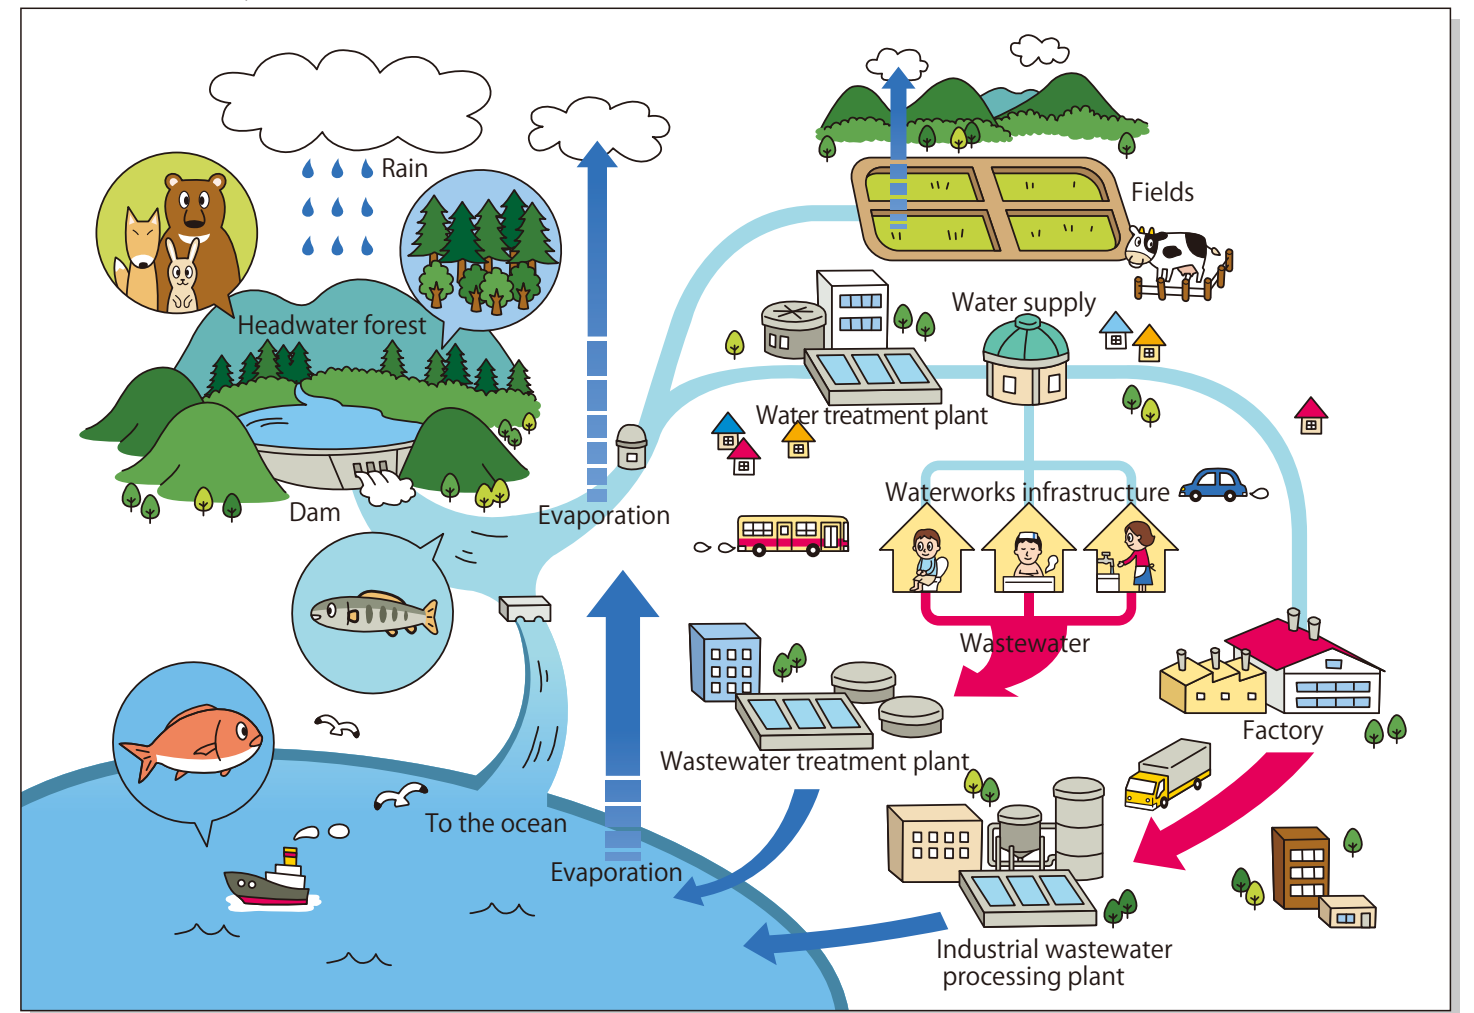 Rain
Fields
Headwater forest
Water supply
Water treatment plant
Waterworks infrastructure
Dam
Evaporation
Wastewater
Factory
Wastewater treatment plant
To the ocean
Evaporation
Industrial wastewater
processing plant